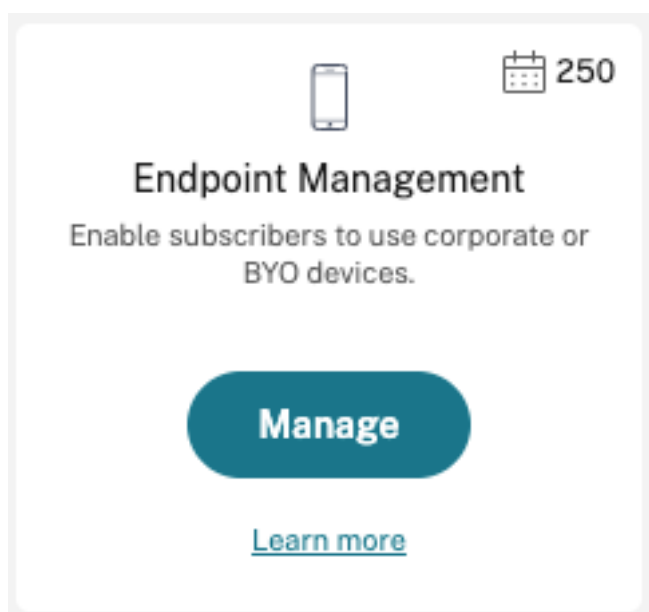 250
Endpoint Management
Enable subscribers to use corporate or
BYO devices.
Manage
Learn more